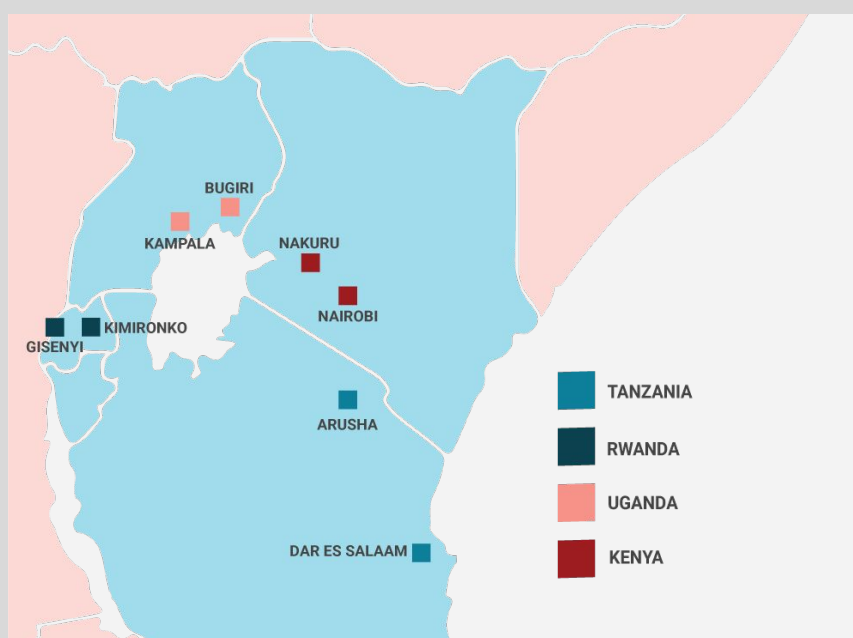 BUGIRI
KAMPALA
NAKURU
NAIROBI
KIMIRONKO
GISENYI
ARUSHA
DAR ES SALAAM
TANZANIA
RWANDA
UGANDA
KENYA